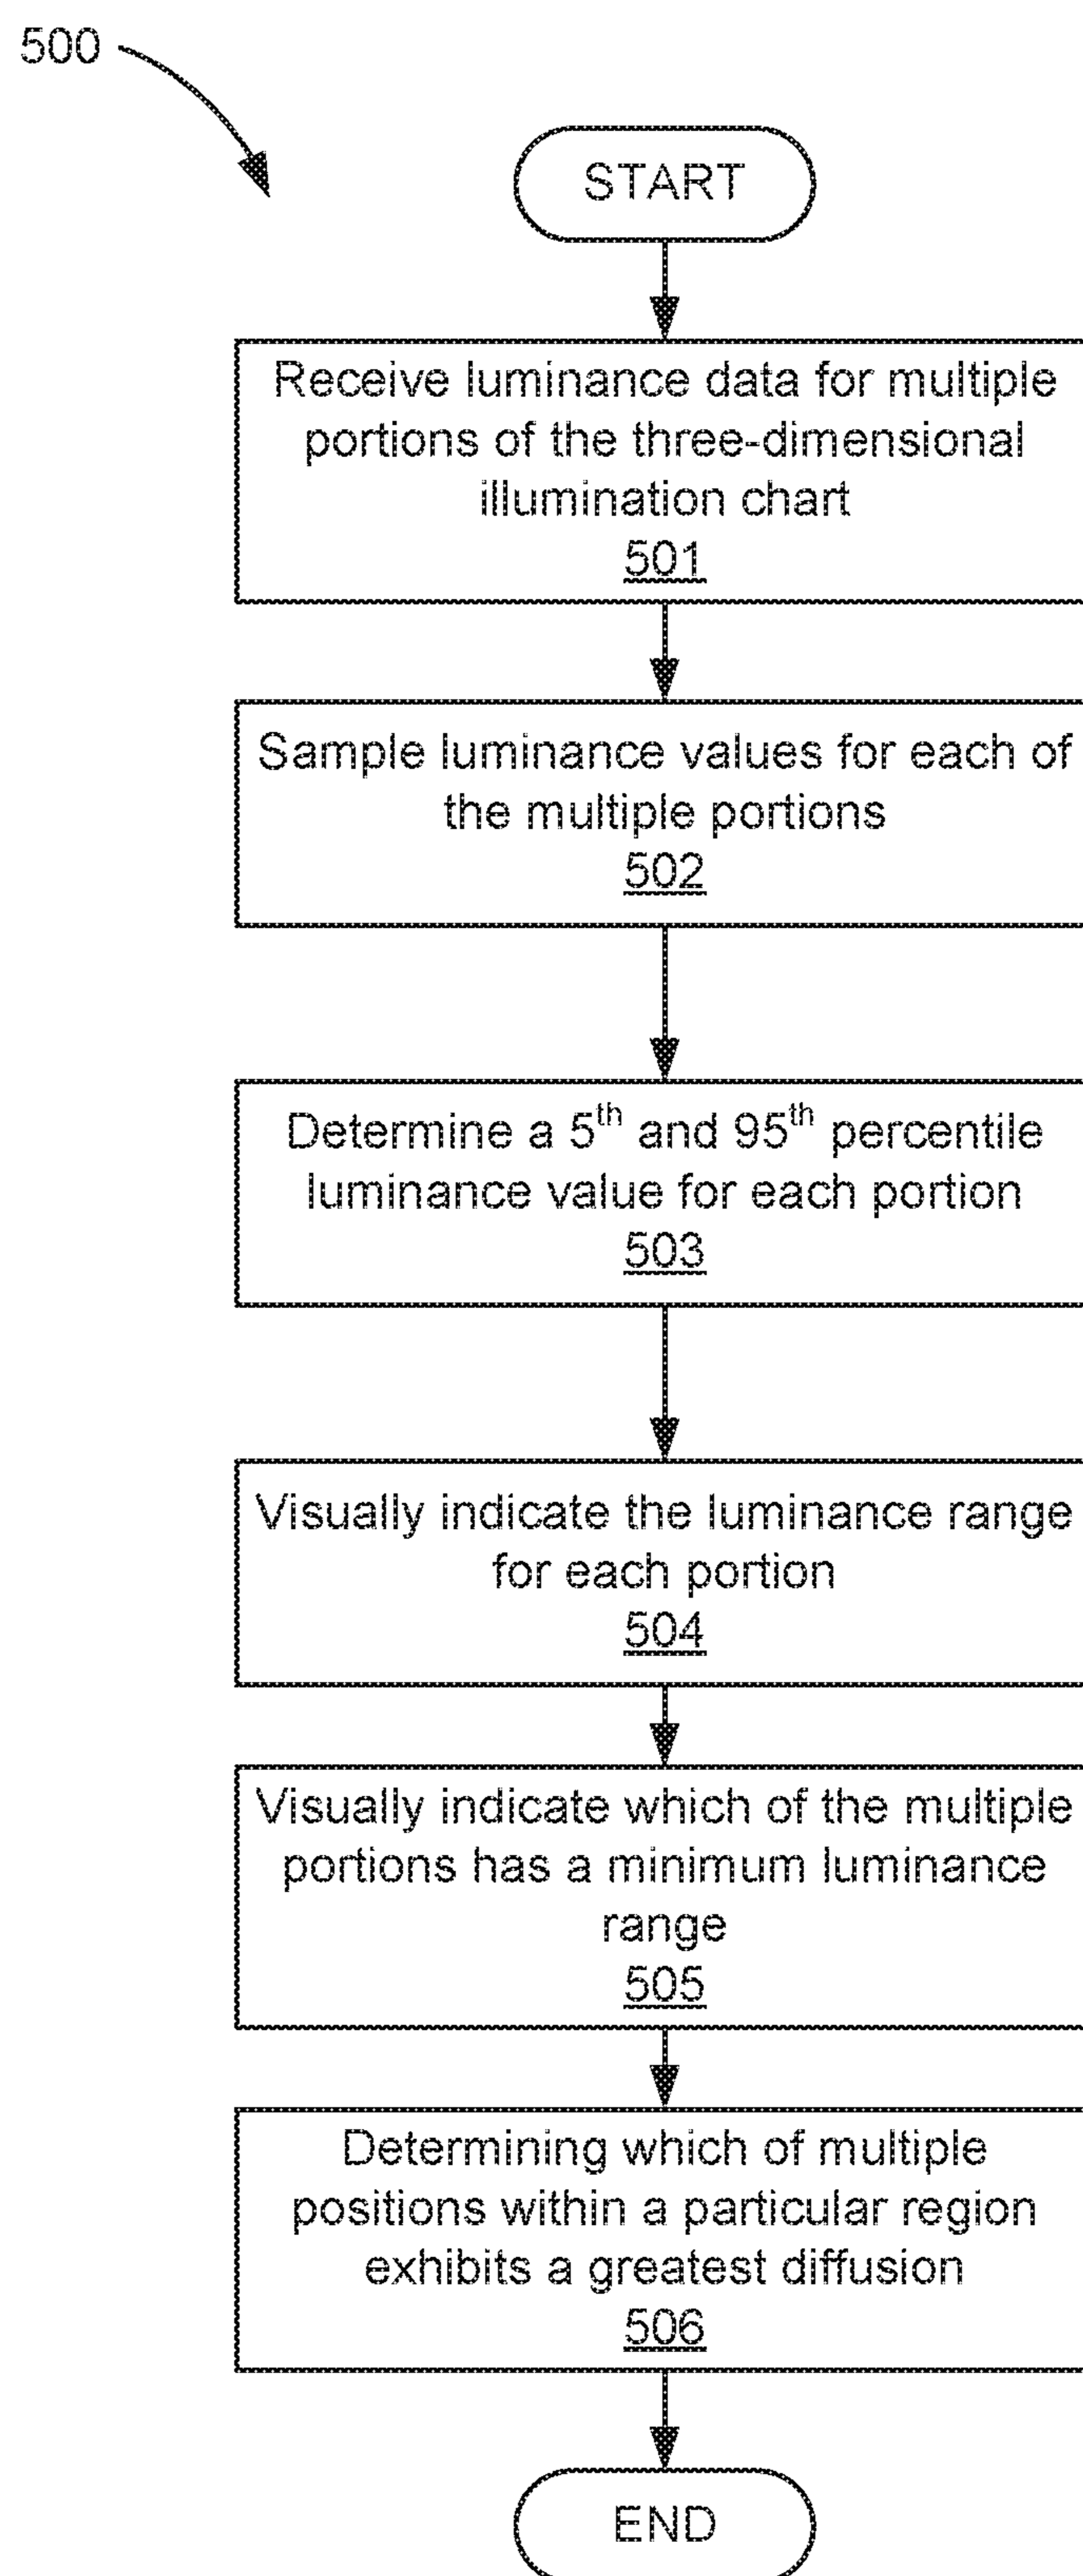 500
START
Receive luminance data for multiple
portions of the three-dimensional
illumination chart
501
Sample luminance values for each of
the multiple portions
502
Determine a 5th and 95th percentile
luminance value for each portion
503
Visually indicate the luminance range
for each portion
504
Visually indicate which of the multiple
portions has a minimum luminance
range
505
Determining which of multiple
positions within a particular region
exhibits a greatest diffusion
506
END